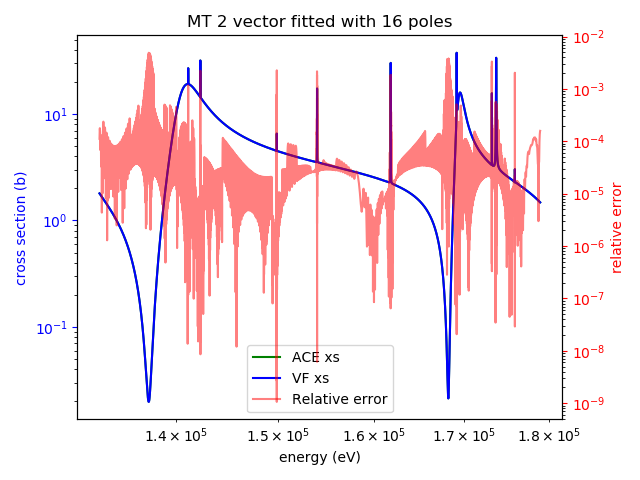 MT 2 vector fitted with 16 poles
cross section (b)
10¹
10⁰
10⁻¹
10⁻²
10⁻³
10⁻⁴
10⁻⁵
10⁻⁶
10⁻⁷
10⁻⁸
10⁻⁹
relative error
ACE xs
VF xs
Relative error
1.4 × 10⁵ 1.5 × 10⁵ 1.6 × 10⁵ 1.7 × 10⁵ 1.8 × 10⁵
energy (eV)